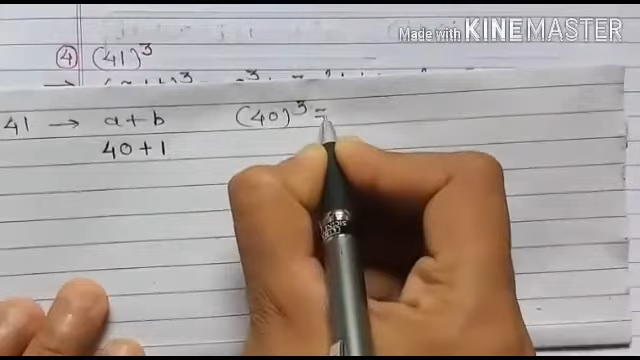 Made with KINEMASTER
④ (41)³
41 → a+b (40)³ =
40+1